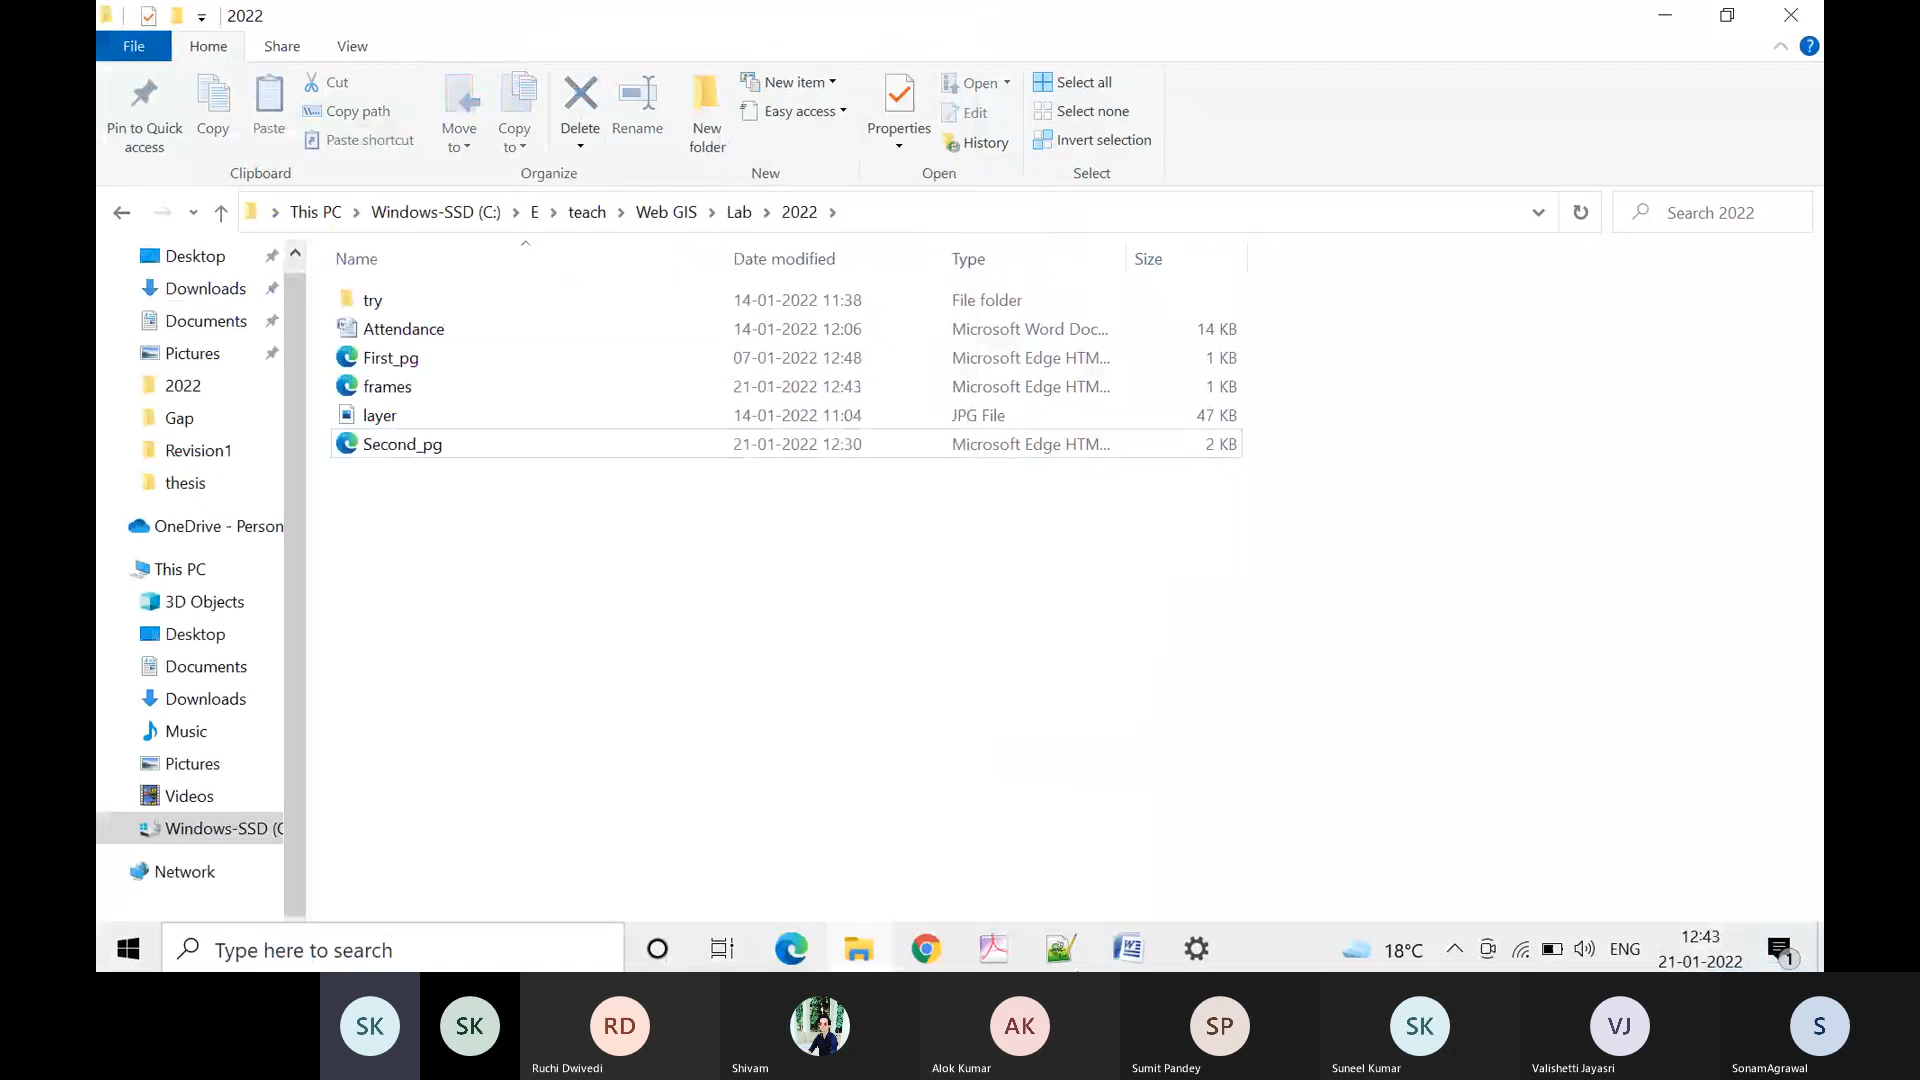 2022
File
Home
Share
View
?
Pin to Quick access
Copy
Paste
Cut
Copy path
Paste shortcut
Move to
Copy to
Delete
Rename
New folder
New item
Easy access
Properties
Open
Edit
History
Select all
Select none
Invert selection
Clipboard
Organize
New
Open
Select
This PC > Windows-SSD (C:) > E > teach > Web GIS > Lab > 2022 >
Search 2022
Name Date modified Type Size
try 14-01-2022 11:38 File folder
Attendance 14-01-2022 12:06 Microsoft Word Doc... 14 KB
First_pg 07-01-2022 12:48 Microsoft Edge HTM... 1 KB
frames 21-01-2022 12:43 Microsoft Edge HTM... 1 KB
layer 14-01-2022 11:04 JPG File 47 KB
Second_pg 21-01-2022 12:30 Microsoft Edge HTM... 2 KB
Desktop
Downloads
Documents
Pictures
2022
Gap
Revision1
thesis
OneDrive - Person
This PC
3D Objects
Desktop
Documents
Downloads
Music
Pictures
Videos
Windows-SSD (C
Network
Type here to search
18°C
ENG
12:43
21-01-2022
1
SK
SK
RD
AK
SP
SK
VJ
S
Ruchi Dwivedi
Shivam
Alok Kumar
Sumit Pandey
Suneel Kumar
Valishetti Jayasri
SonamAgrawal